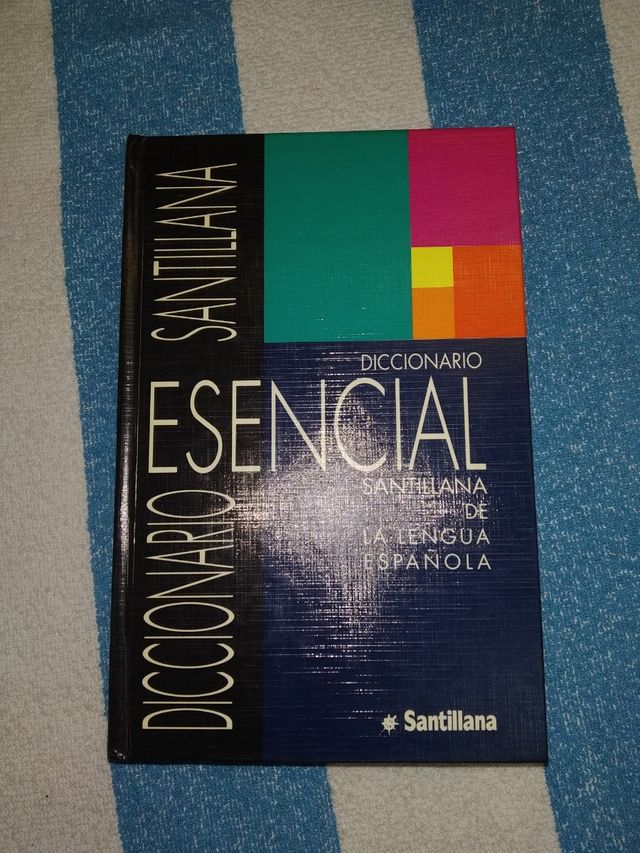 DICCIONARIO SANTILLANA
DICCIONARIO
ESENCIAL
SANTILLANA
DE
LA LENGUA
ESPAÑOLA
Santillana